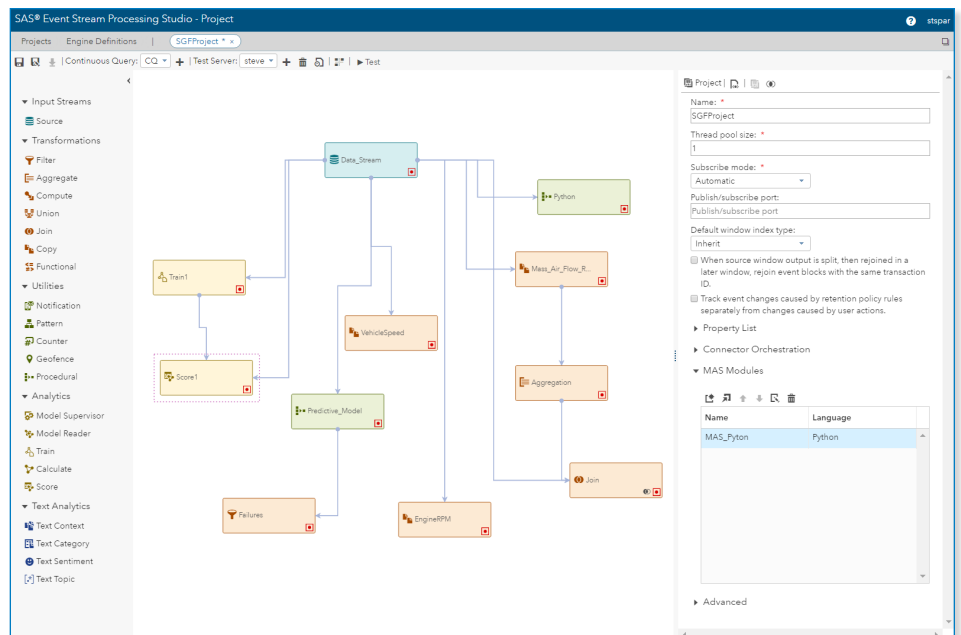 SAS® Event Stream Processing Studio - Project
stspar
Projects Engine Definitions | SGFProject * ×
Continuous Query: CQ Test Server: steve Test
Input Streams
Source
Transformations
Filter
Aggregate
Compute
Union
Join
Copy
Functional
Utilities
Notification
Pattern
Counter
Geofence
Procedural
Analytics
Model Supervisor
Model Reader
Train
Calculate
Score
Text Analytics
Text Context
Text Category
Text Sentiment
Text Topic
Data_Stream
Python
Mass_Air_Flow_R...
Train1
VehicleSpeed
Score1
Aggregation
Predictive_Model
Join
Failures
EngineRPM
Project
Name: *
SGFProject
Thread pool size: *
1
Subscribe mode: *
Automatic
Publish/subscribe port:
Publish/subscribe port
Default window index type:
Inherit
When source window output is split, then rejoined in a
later window, rejoin event blocks with the same transaction
ID.
Track event changes caused by retention policy rules
separately from changes caused by user actions.
Property List
Connector Orchestration
MAS Modules
Name Language
MAS_Pyton Python
Advanced